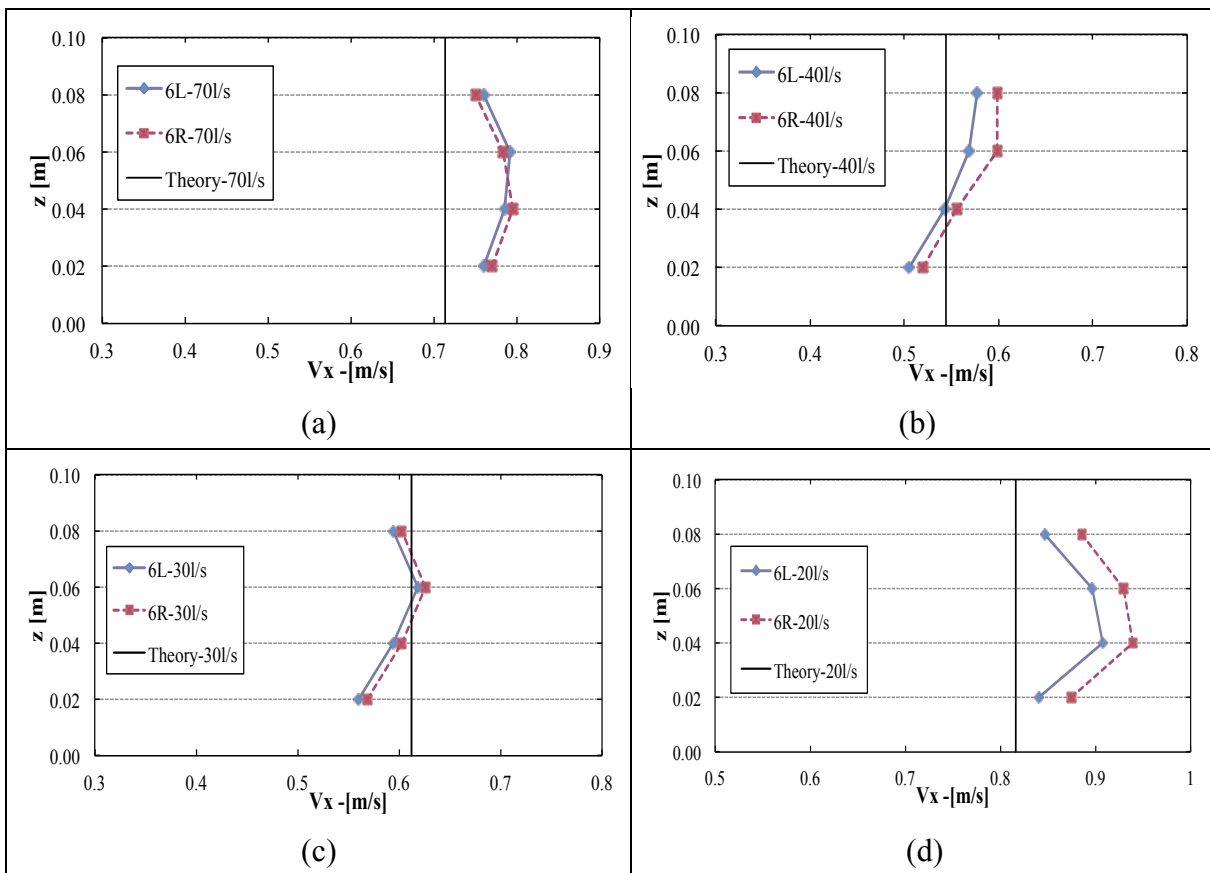 0.10
0.08
0.06
0.04
0.02
0.00
z [m]
6L-70l/s
6R-70l/s
Theory-70l/s
0.3 0.4 0.5 0.6 0.7 0.8 0.9
Vx -[m/s]
(a)
0.10
0.08
0.06
0.04
0.02
0.00
z [m]
6L-40l/s
6R-40l/s
Theory-40l/s
0.3 0.4 0.5 0.6 0.7 0.8
Vx -[m/s]
(b)
0.10
0.08
0.06
0.04
0.02
0.00
z [m]
6L-30l/s
6R-30l/s
Theory-30l/s
0.3 0.4 0.5 0.6 0.7 0.8
Vx -[m/s]
(c)
0.10
0.08
0.06
0.04
0.02
0.00
z [m]
6L-20l/s
6R-20l/s
Theory-20l/s
0.5 0.6 0.7 0.8 0.9 1
Vx -[m/s]
(d)